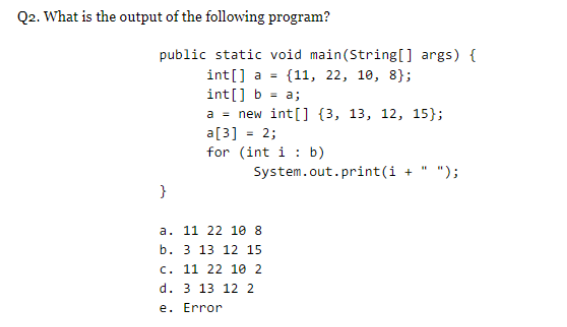 Q2. What is the output of the following program?
public static void main(String[] args) {
int[] a = {11, 22, 10, 8};
int[] b = a;
a = new int[] {3, 13, 12, 15};
a[3] = 2;
for (int i : b)
System.out.print(i + " ");
}
a. 11 22 10 8
b. 3 13 12 15
c. 11 22 10 2
d. 3 13 12 2
e. Error